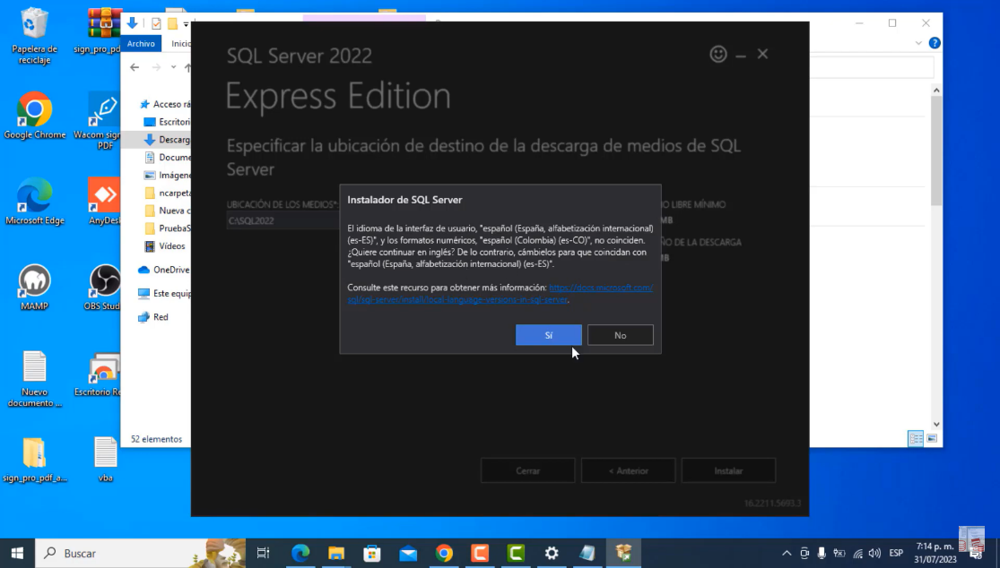 Papelera de
reciclaje
sign_pro_pd
Google Chrome
Wacom sign
PDF
Microsoft Edge
AnyDes
MAMP
OBS Stud
Nuevo
documento ...
Escritorio Re
sign_pro_pdf_a...
vba
Archivo
Inicio
Acceso rá
Escritori
Descarg
Docume
Imágene
ncarpeta
Nueva c
PruebaS
Vídeos
OneDrive
Este equip
Red
52 elementos
SQL Server 2022
Express Edition
Especificar la ubicación de destino de la descarga de medios de SQL
Server
UBICACIÓN DE LOS MEDIOS*:
C:\SQL2022
O LIBRE MÍNIMO
MB
ÑO DE LA DESCARGA
MB
Instalador de SQL Server
El idioma de la interfaz de usuario, "español (España, alfabetización internacional)
(es-ES)", y los formatos numéricos, "español (Colombia) (es-CO)", no coinciden.
¿Quiere continuar en inglés? De lo contrario, cámbielos para que coincidan con
"español (España, alfabetización internacional) (es-ES)".
Consulte este recurso para obtener más información: https://docs.microsoft.com/
sql/sql-server/install/local-language-versions-in-sql-server.
Sí
No
Cerrar
< Anterior
Instalar
16.2211.5693.3
Buscar
ESP
7:14 p. m.
31/07/2023